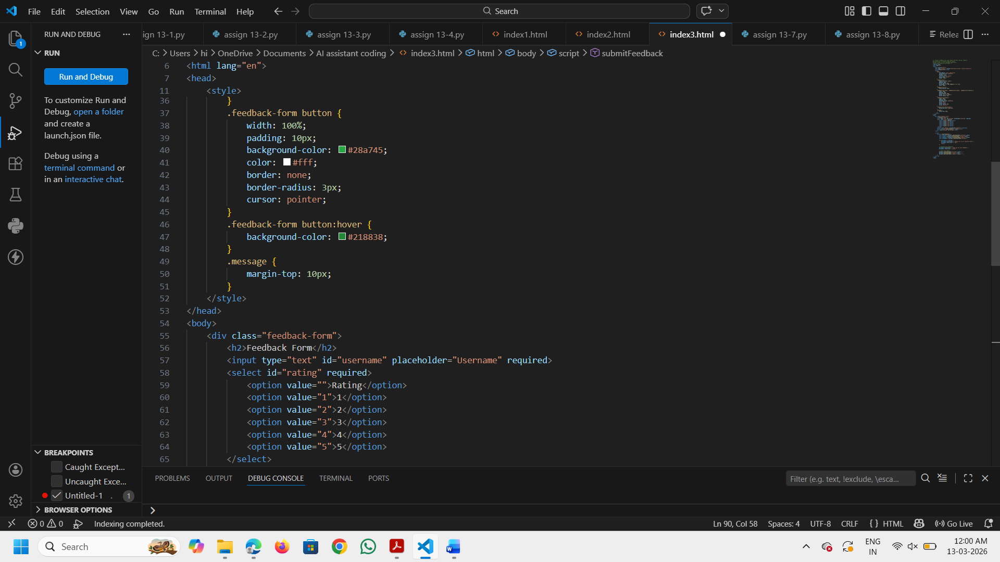 File Edit Selection View Go Run Terminal Help
Search
RUN AND DEBUG
ign 13-1.py
assign 13-2.py
assign 13-3.py
assign 13-4.py
index1.html
index2.html
index3.html
assign 13-7.py
assign 13-8.py
Relea
1
RUN
Run and Debug
To customize Run and
Debug, open a folder
and create a
launch.json file.
Debug using a
terminal command or
in an interactive chat.
C: > Users > hi > OneDrive > Documents > AI assistant coding > index3.html > html > body > script > submitFeedback
6 <html lang="en">
7 <head>
11 <style>
36 }
37 .feedback-form button {
38 width: 100%;
39 padding: 10px;
40 background-color: #28a745;
41 color: #fff;
42 border: none;
43 border-radius: 3px;
44 cursor: pointer;
45 }
46 .feedback-form button:hover {
47 background-color: #218838;
48 }
49 .message {
50 margin-top: 10px;
51 }
52 </style>
53 </head>
54 <body>
55 <div class="feedback-form">
56 <h2>Feedback Form</h2>
57 <input type="text" id="username" placeholder="Username" required>
58 <select id="rating" required>
59 <option value="">Rating</option>
60 <option value="1">1</option>
61 <option value="2">2</option>
62 <option value="3">3</option>
63 <option value="4">4</option>
64 <option value="5">5</option>
65 </select>
BREAKPOINTS
Caught Except...
Uncaught Exce...
Untitled-1 . 1
BROWSER OPTIONS
PROBLEMS OUTPUT DEBUG CONSOLE TERMINAL PORTS
Filter (e.g. text, !exclude, \esca...
>
0 0 Indexing completed.
Ln 90, Col 58 Spaces: 4 UTF-8 CRLF {} HTML Go Live
Search
ENG
IN
12:00 AM
13-03-2026